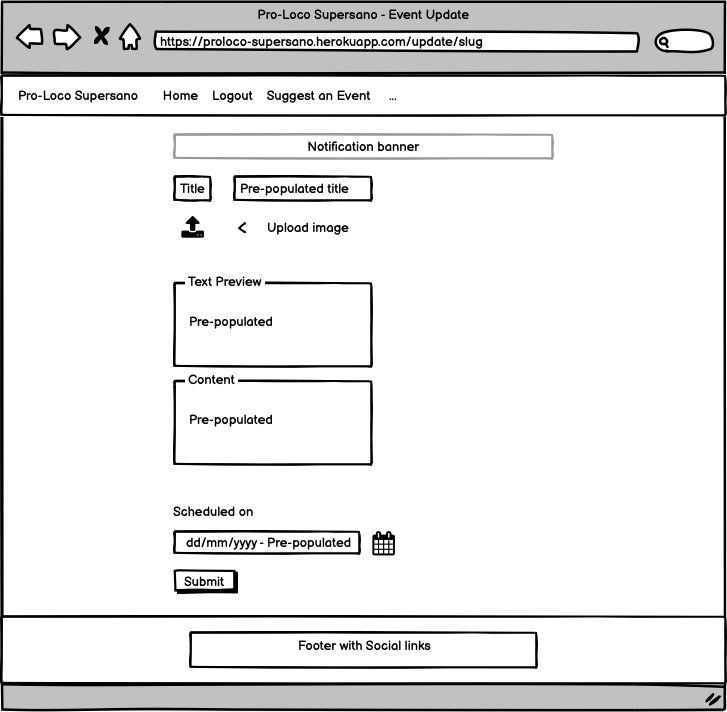 Pro-Loco Supersano - Event Update
https://proloco-supersano.herokuapp.com/update/slug
Pro-Loco Supersano Home Logout Suggest an Event ...
Notification banner
Title Pre-populated title
< Upload image
Text Preview
Pre-populated
Content
Pre-populated
Scheduled on
dd/mm/yyyy - Pre-populated
Submit
Footer with Social links